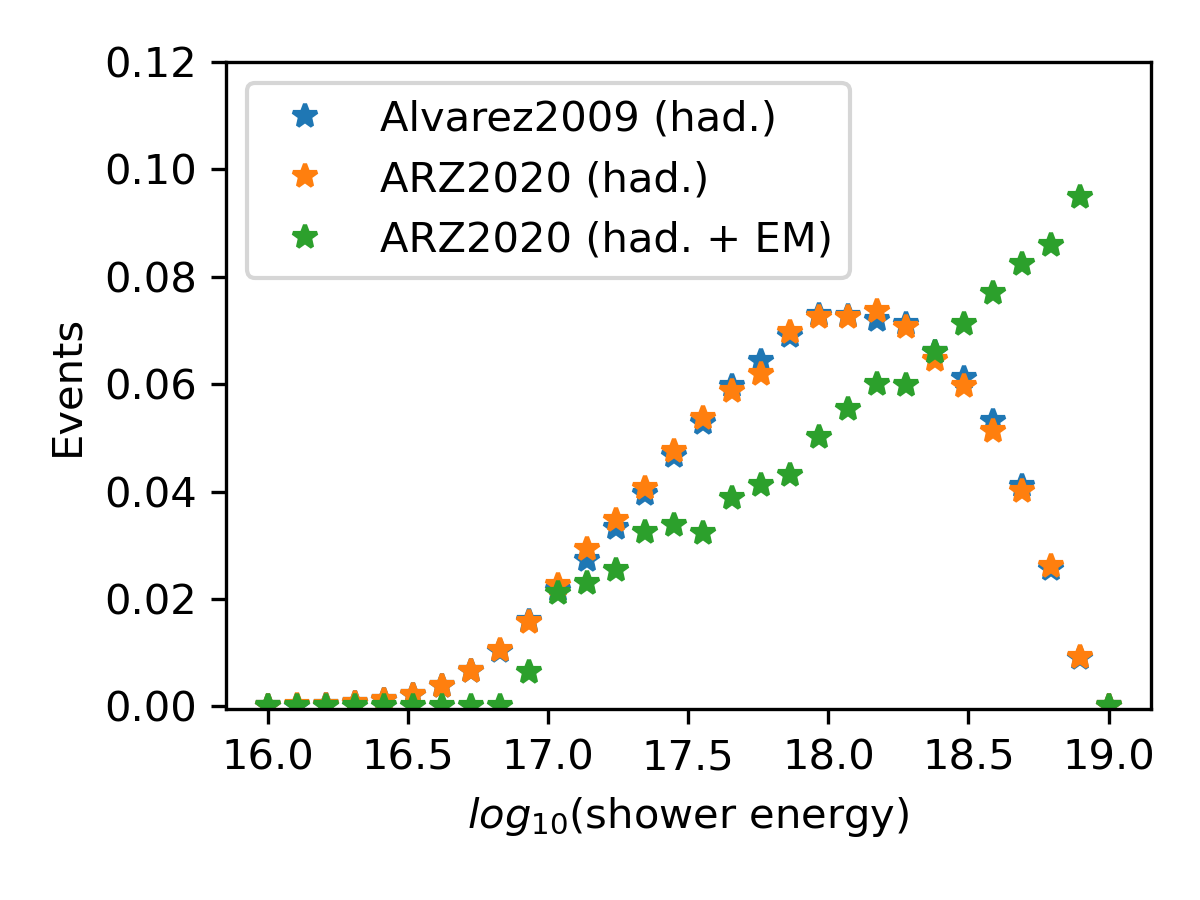 0.12
0.10
0.08
0.06
0.04
0.02
0.00
Events
Alvarez2009 (had.)
ARZ2020 (had.)
ARZ2020 (had. + EM)
16.0 16.5 17.0 17.5 18.0 18.5 19.0
log₁₀(shower energy)